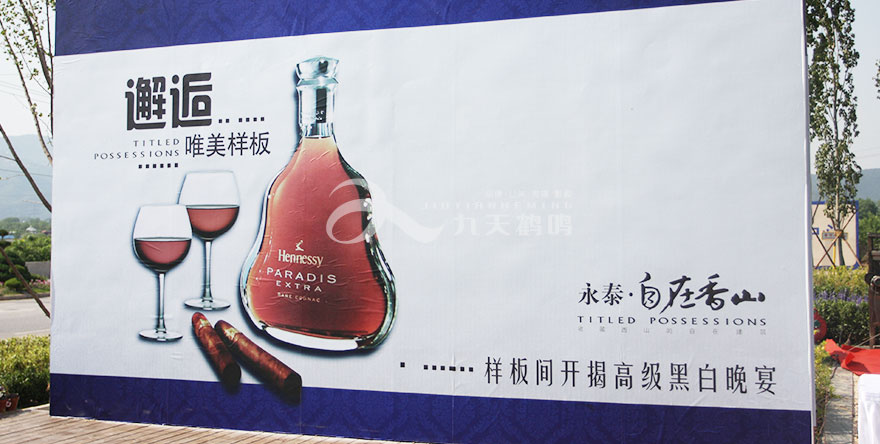 邂逅.. ....
TITLED
POSSESSIONS
唯美样板
Hennessy
PARADIS
EXTRA
RARE COGNAC
JIUTIANHEMING
九天鹤鸣
永泰·自在香山
TITLED POSSESSIONS
样板间开揭高级黑白晚宴